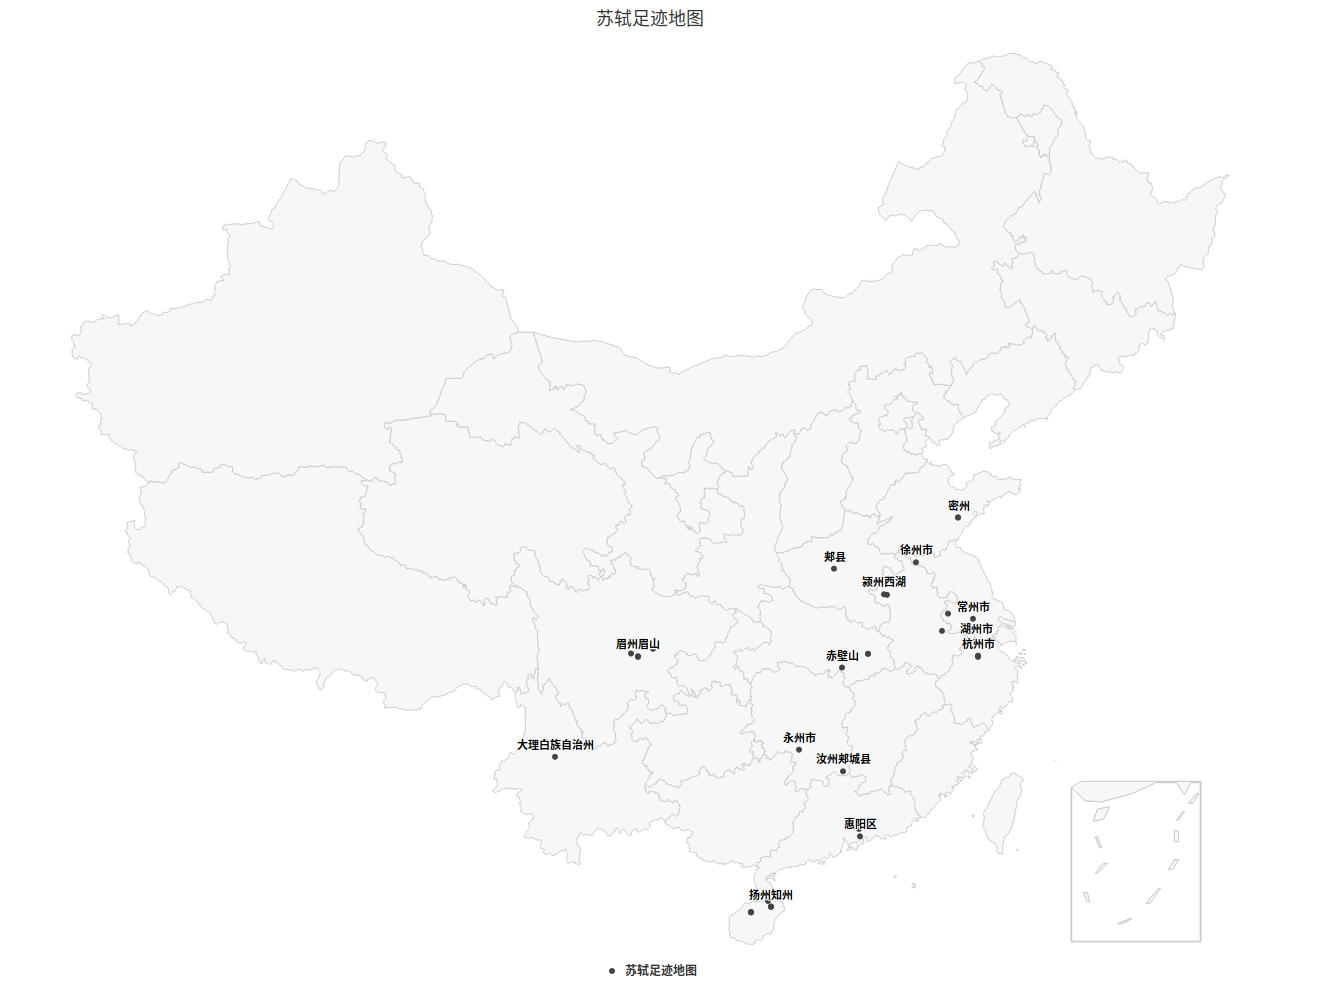 苏轼足迹地图
密州
徐州市
郏县
颍州西湖
常州市
湖州市
杭州市
眉州眉山
赤壁山
永州市
大理白族自治州
汝州郏城县
惠阳区
扬州知州
苏轼足迹地图